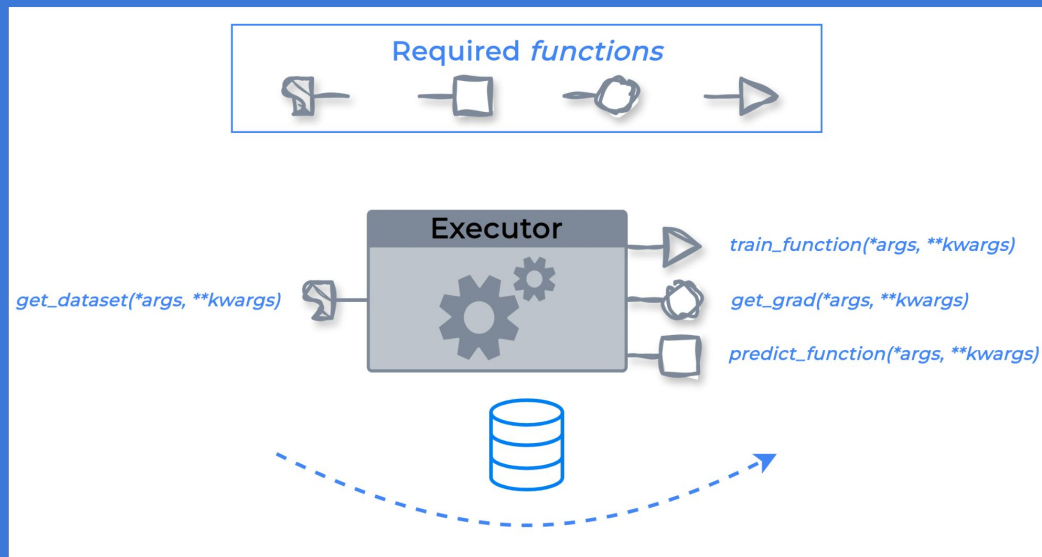 Required functions
Executor
train_function(*args, **kwargs)
get_dataset(*args, **kwargs)
get_grad(*args, **kwargs)
predict_function(*args, **kwargs)